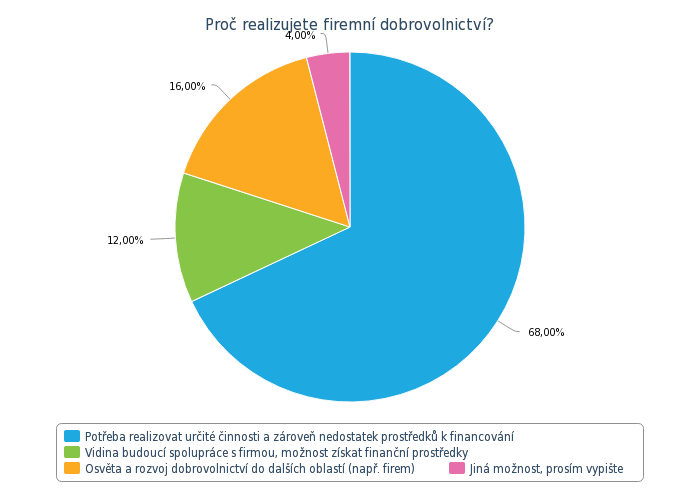 Proč realizujete firemní dobrovolnictví?
4,00%
16,00%
12,00%
68,00%
Potřeba realizovat určité činnosti a zároveň nedostatek prostředků k financování
Vidina budoucí spolupráce s firmou, možnost získat finanční prostředky
Osvěta a rozvoj dobrovolnictví do dalších oblastí (např. firem) Jiná možnost, prosím vypište